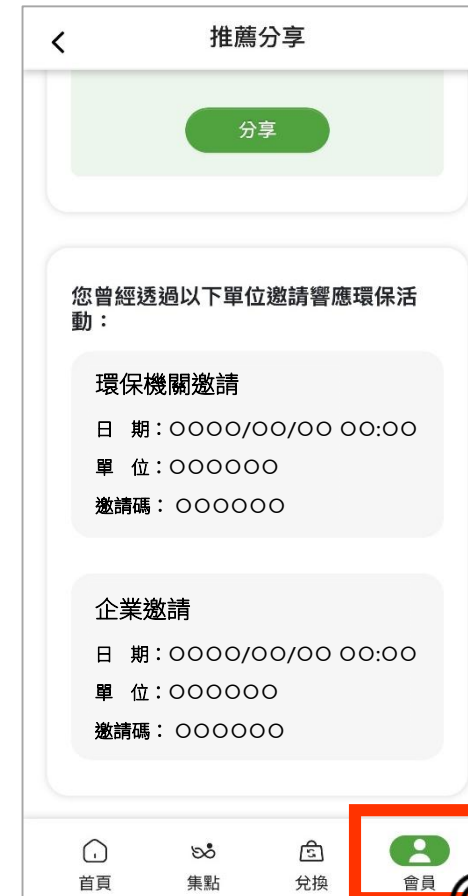 推薦分享
分享
您曾經透過以下單位邀請響應環保活
動：
環保機關邀請
日 期：OOOO/OO/OO OO:OO
單 位：OOOOOO
邀請碼： OOOOOO
企業邀請
日 期：OOOO/OO/OO OO:OO
單 位：OOOOOO
邀請碼： OOOOOO
首頁 集點 兌換 會員